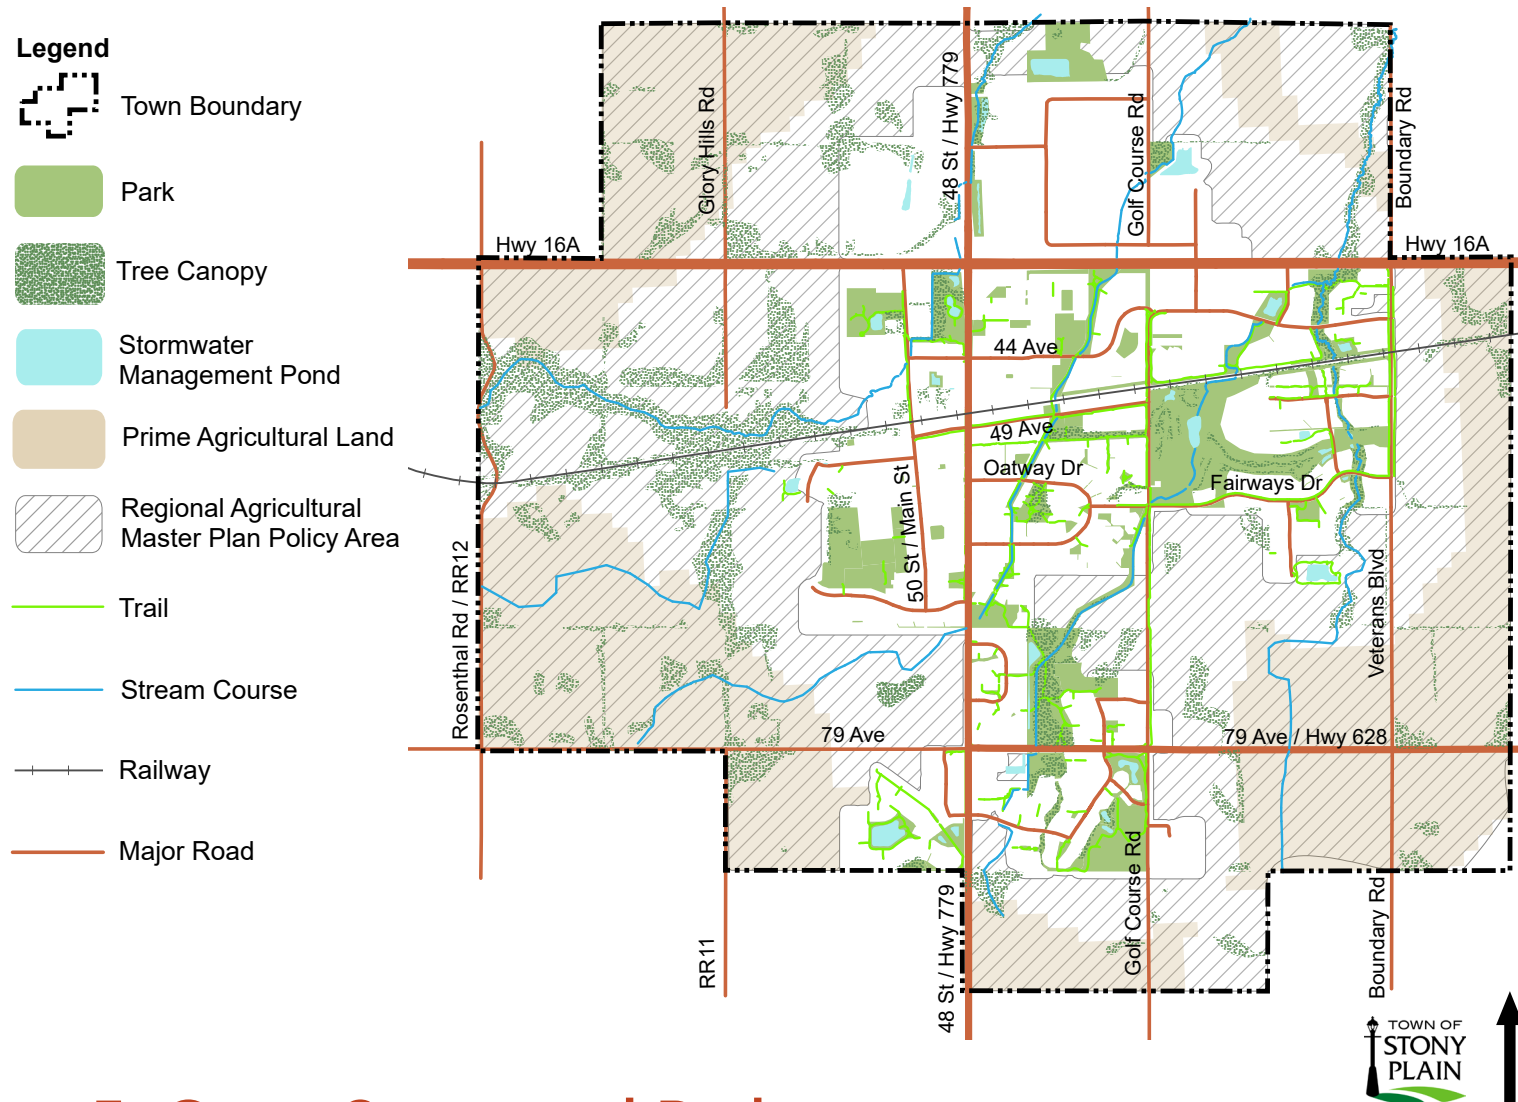 Legend
Town Boundary
Park
Tree Canopy
Stormwater
Management Pond
Prime Agricultural Land
Regional Agricultural
Master Plan Policy Area
Trail
Stream Course
Railway
Major Road
Hwy 16A
Hwy 16A
Glory Hills Rd
48 St / Hwy 779
Golf Course Rd
Boundary Rd
44 Ave
49 Ave
Oatway Dr
Fairways Dr
50 St / Main St
Rosenthal Rd / RR12
Veterans Blvd
79 Ave
79 Ave / Hwy 628
RR11
48 St / Hwy 779
Golf Course Rd
Boundary Rd
TOWN OF
STONY
PLAIN